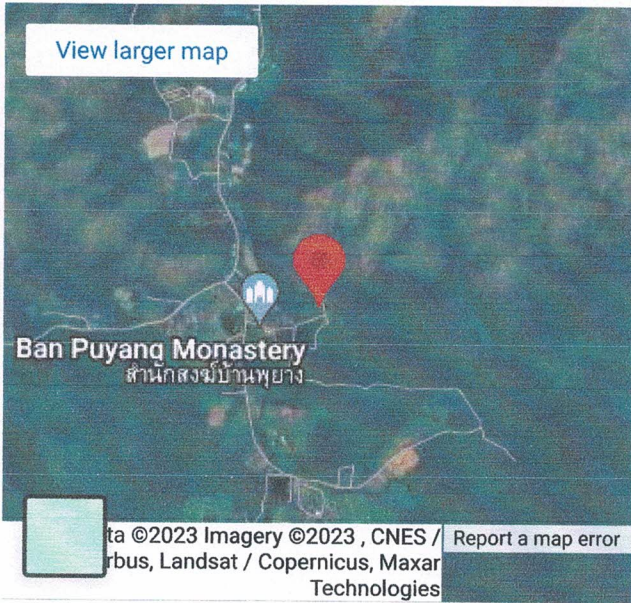 View larger map
Ban Puyang Monastery
สำนักสงฆ์บ้านพุยาง
ta ©2023 Imagery ©2023 , CNES / Report a map error
rbus, Landsat / Copernicus, Maxar
Technologies